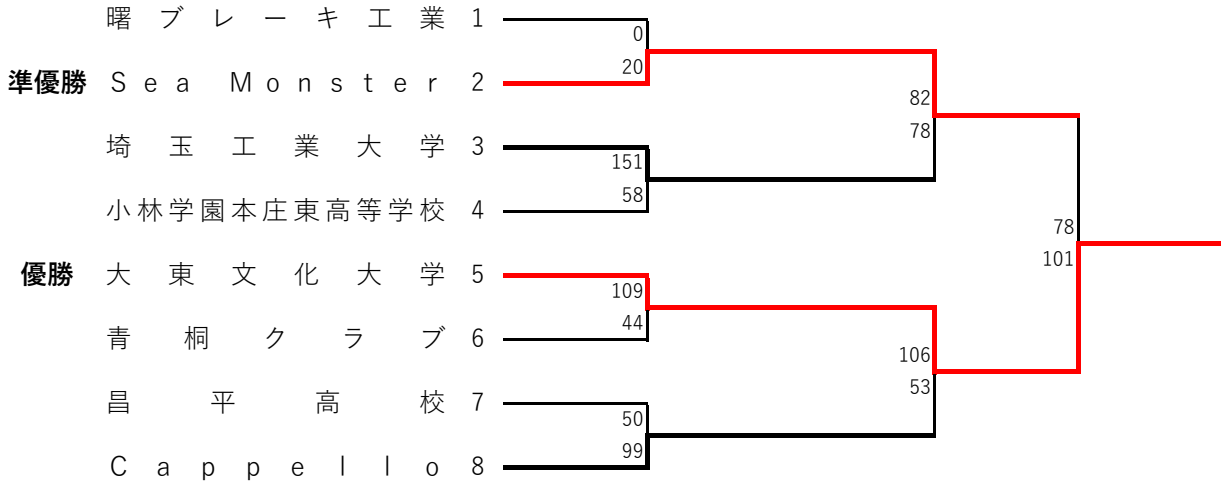 曙ブレーキ工業 1
0
20
準優勝 Sea Monster 2
82
78
埼玉工業大学 3
151
58
小林学園本庄東高等学校 4
78
101
優勝 大東文化大学 5
109
44
青桐クラブ 6
106
53
昌平高校 7
50
99
Cappello 8